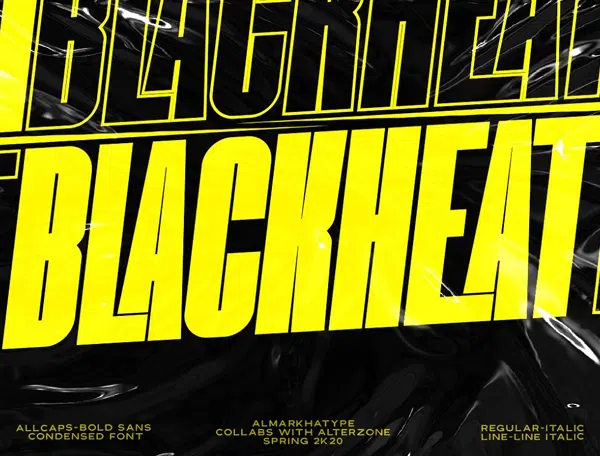 BLACKHEAT
BLACKHEAT
ALLCAPS-BOLD SANS
CONDENSED FONT
ALMARKHATYPE
COLLABS WITH ALTERZONE
SPRING 2K20
REGULAR-ITALIC
LINE-LINE ITALIC